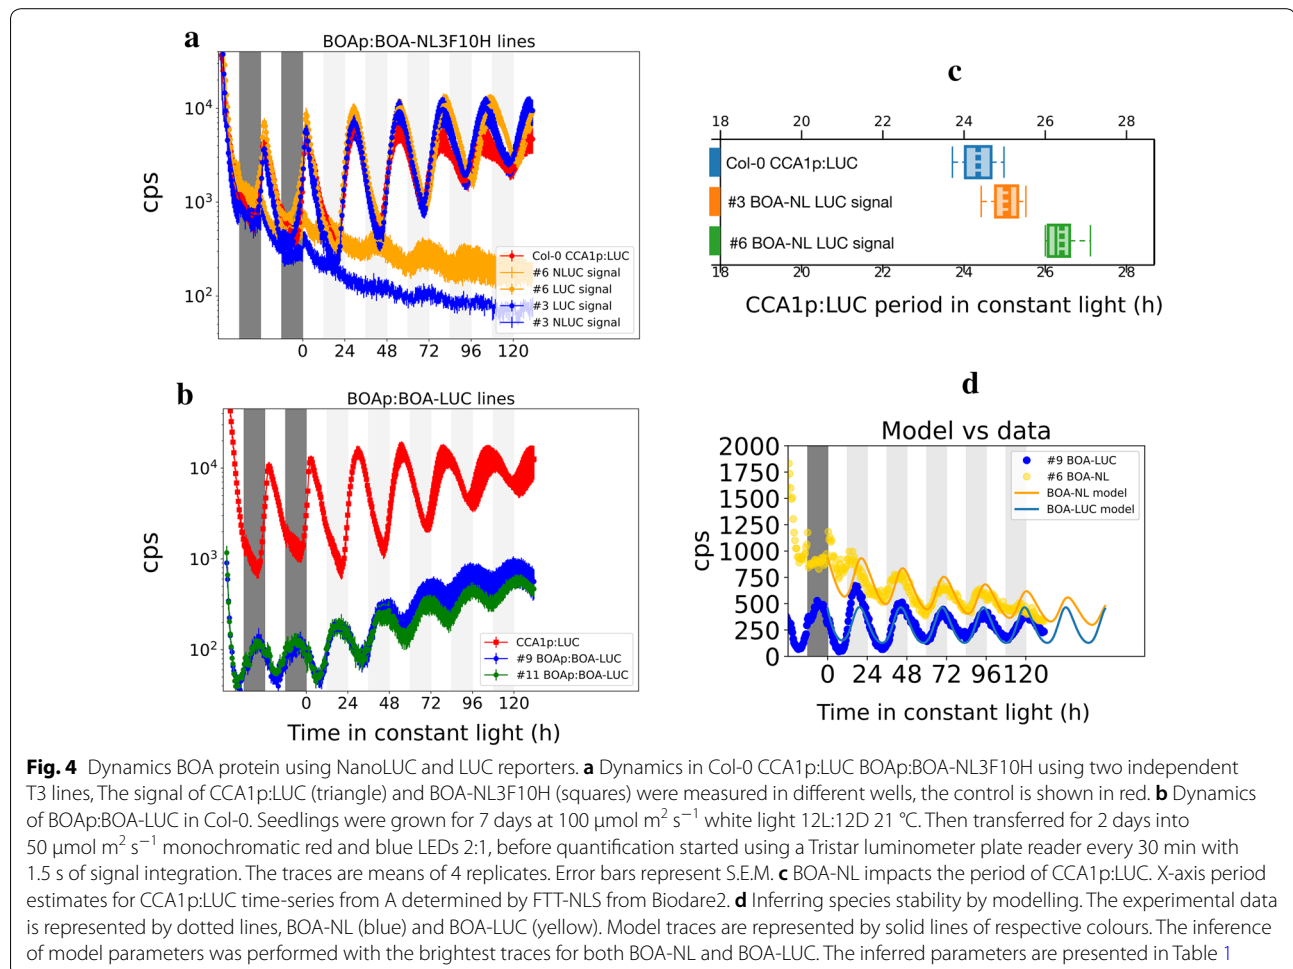 a
BOAp:BOA-NL3F10H lines
cps
10⁴
10³
10²
Col-0 CCA1p:LUC
#6 NLUC signal
#6 LUC signal
#3 LUC signal
#3 NLUC signal
0 24 48 72 96 120
b
BOAp:BOA-LUC lines
cps
10⁴
10³
10²
CCA1p:LUC
#9 BOAp:BOA-LUC
#11 BOAp:BOA-LUC
0 24 48 72 96 120
Time in constant light (h)
c
18 20 22 24 26 28
Col-0 CCA1p:LUC
#3 BOA-NL LUC signal
#6 BOA-NL LUC signal
18 20 22 24 26 28
CCA1p:LUC period in constant light (h)
d
Model vs data
cps
2000
1750
1500
1250
1000
750
500
250
0
#9 BOA-LUC
#6 BOA-NL
BOA-NL model
BOA-LUC model
0 24 48 72 96 120
Time in constant light (h)
Fig. 4 Dynamics BOA protein using NanoLUC and LUC reporters. a Dynamics in Col-0 CCA1p:LUC BOAp:BOA-NL3F10H using two independent
T3 lines, The signal of CCA1p:LUC (triangle) and BOA-NL3F10H (squares) were measured in different wells, the control is shown in red. b Dynamics
of BOAp:BOA-LUC in Col-0. Seedlings were grown for 7 days at 100 μmol m² s⁻¹ white light 12L:12D 21 °C. Then transferred for 2 days into
50 μmol m² s⁻¹ monochromatic red and blue LEDs 2:1, before quantification started using a Tristar luminometer plate reader every 30 min with
1.5 s of signal integration. The traces are means of 4 replicates. Error bars represent S.E.M. c BOA-NL impacts the period of CCA1p:LUC. X-axis period
estimates for CCA1p:LUC time-series from A determined by FTT-NLS from Biodare2. d Inferring species stability by modelling. The experimental data
is represented by dotted lines, BOA-NL (blue) and BOA-LUC (yellow). Model traces are represented by solid lines of respective colours. The inference
of model parameters was performed with the brightest traces for both BOA-NL and BOA-LUC. The inferred parameters are presented in Table 1